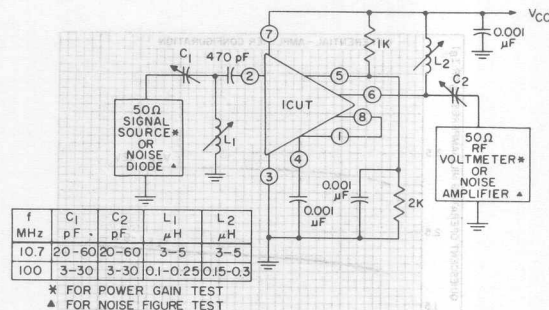 VCC
7
1K
0.001
μF
L2
C1
470 pF
2
5
6
8
1
ICUT
C2
50Ω
SIGNAL
SOURCE*
OR
NOISE
DIODE ▲
L1
4
3
0.001
μF
0.001
μF
2K
50Ω
RF
VOLTMETER*
OR
NOISE
AMPLIFIER ▲
f MHz C1 pF C2 pF L1 μH L2 μH
10.7 20-60 20-60 3-5 3-5
100 3-30 3-30 0.1-0.25 0.15-0.3
* FOR POWER GAIN TEST
▲ FOR NOISE FIGURE TEST